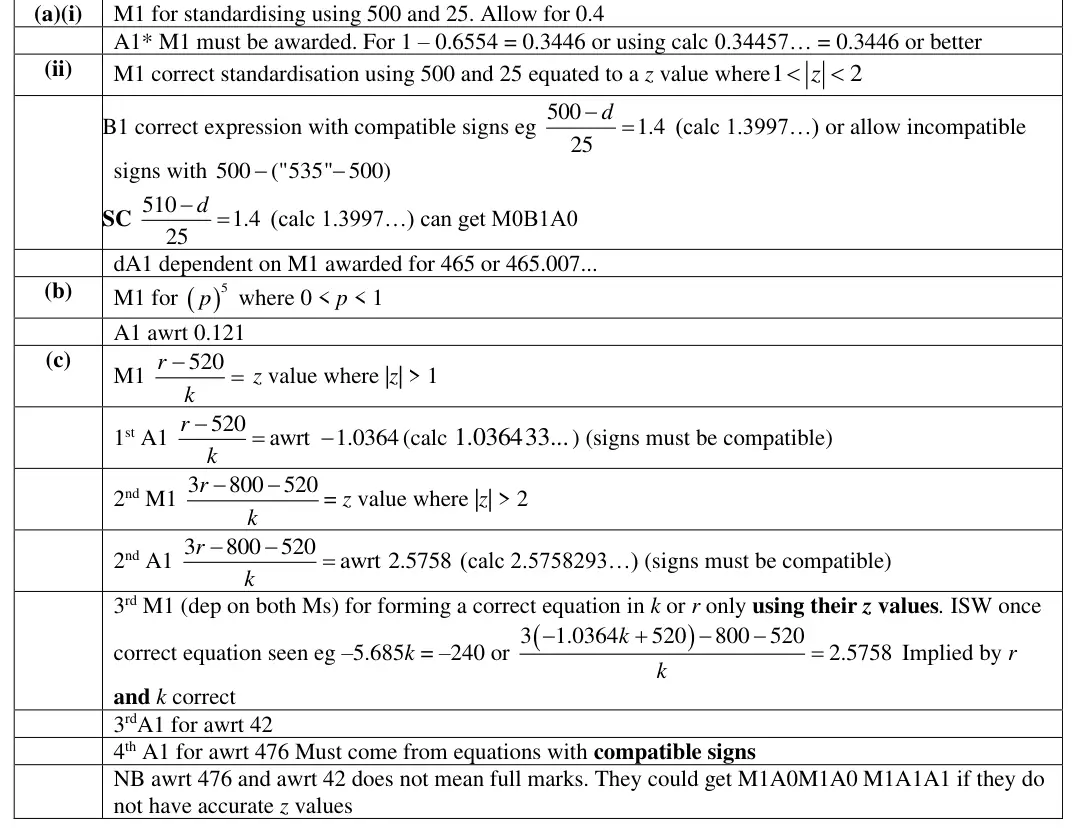 (a)(i) M1 for standardising using 500 and 25. Allow for 0.4
A1* M1 must be awarded. For 1 – 0.6554 = 0.3446 or using calc 0.34457… = 0.3446 or better
(ii) M1 correct standardisation using 500 and 25 equated to a z value where 1 < |z| < 2
B1 correct expression with compatible signs eg (500 − d)/25 = 1.4 (calc 1.3997…) or allow incompatible
signs with 500 − ("535"− 500)
SC (510 − d)/25 = 1.4 (calc 1.3997…) can get M0B1A0
dA1 dependent on M1 awarded for 465 or 465.007...
(b) M1 for (p)⁵ where 0 < p < 1
A1 awrt 0.121
(c) M1 (r − 520)/k = z value where |z| > 1
1st A1 (r − 520)/k = awrt −1.0364 (calc 1.036433... ) (signs must be compatible)
2nd M1 (3r − 800 − 520)/k = z value where |z| > 2
2nd A1 (3r − 800 − 520)/k = awrt 2.5758 (calc 2.5758293…) (signs must be compatible)
3rd M1 (dep on both Ms) for forming a correct equation in k or r only using their z values. ISW once
correct equation seen eg –5.685k = –240 or (3(−1.0364k + 520) − 800 − 520)/k = 2.5758 Implied by r
and k correct
3rdA1 for awrt 42
4th A1 for awrt 476 Must come from equations with compatible signs
NB awrt 476 and awrt 42 does not mean full marks. They could get M1A0M1A0 M1A1A1 if they do
not have accurate z values